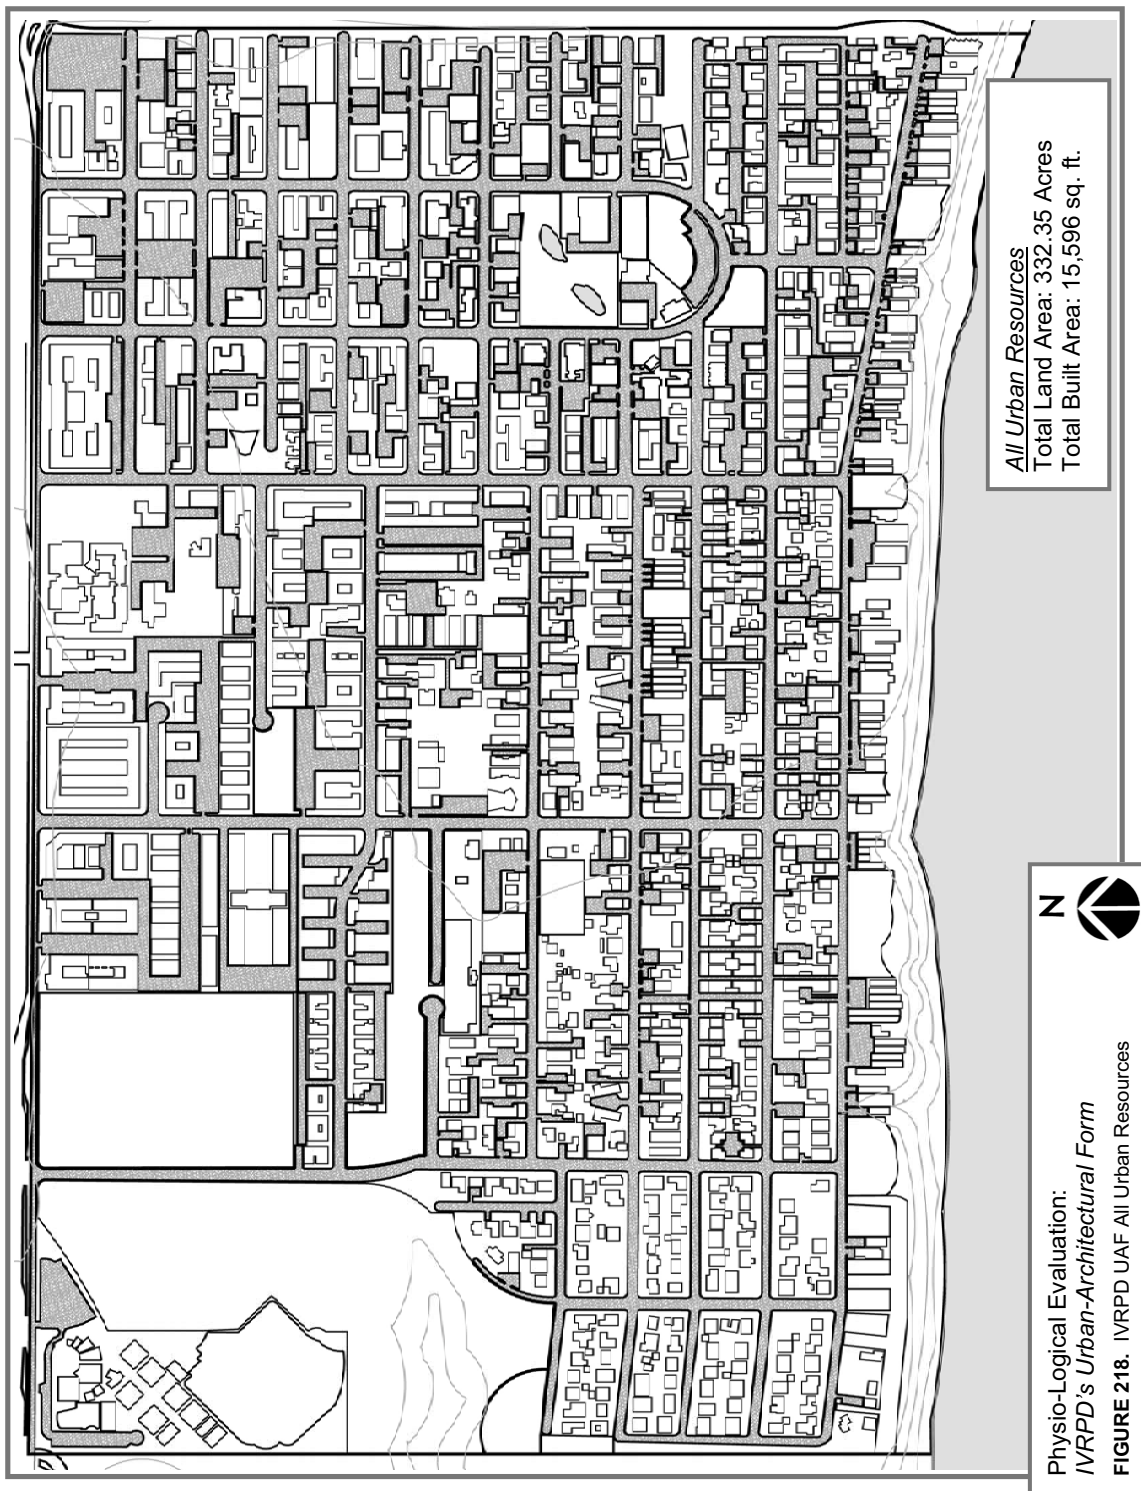 All Urban Resources
Total Land Area: 332.35 Acres
Total Built Area: 15,596 sq. ft.
N
Physio-Logical Evaluation:
IVRPD's Urban-Architectural Form
FIGURE 218. IVRPD UAF All Urban Resources